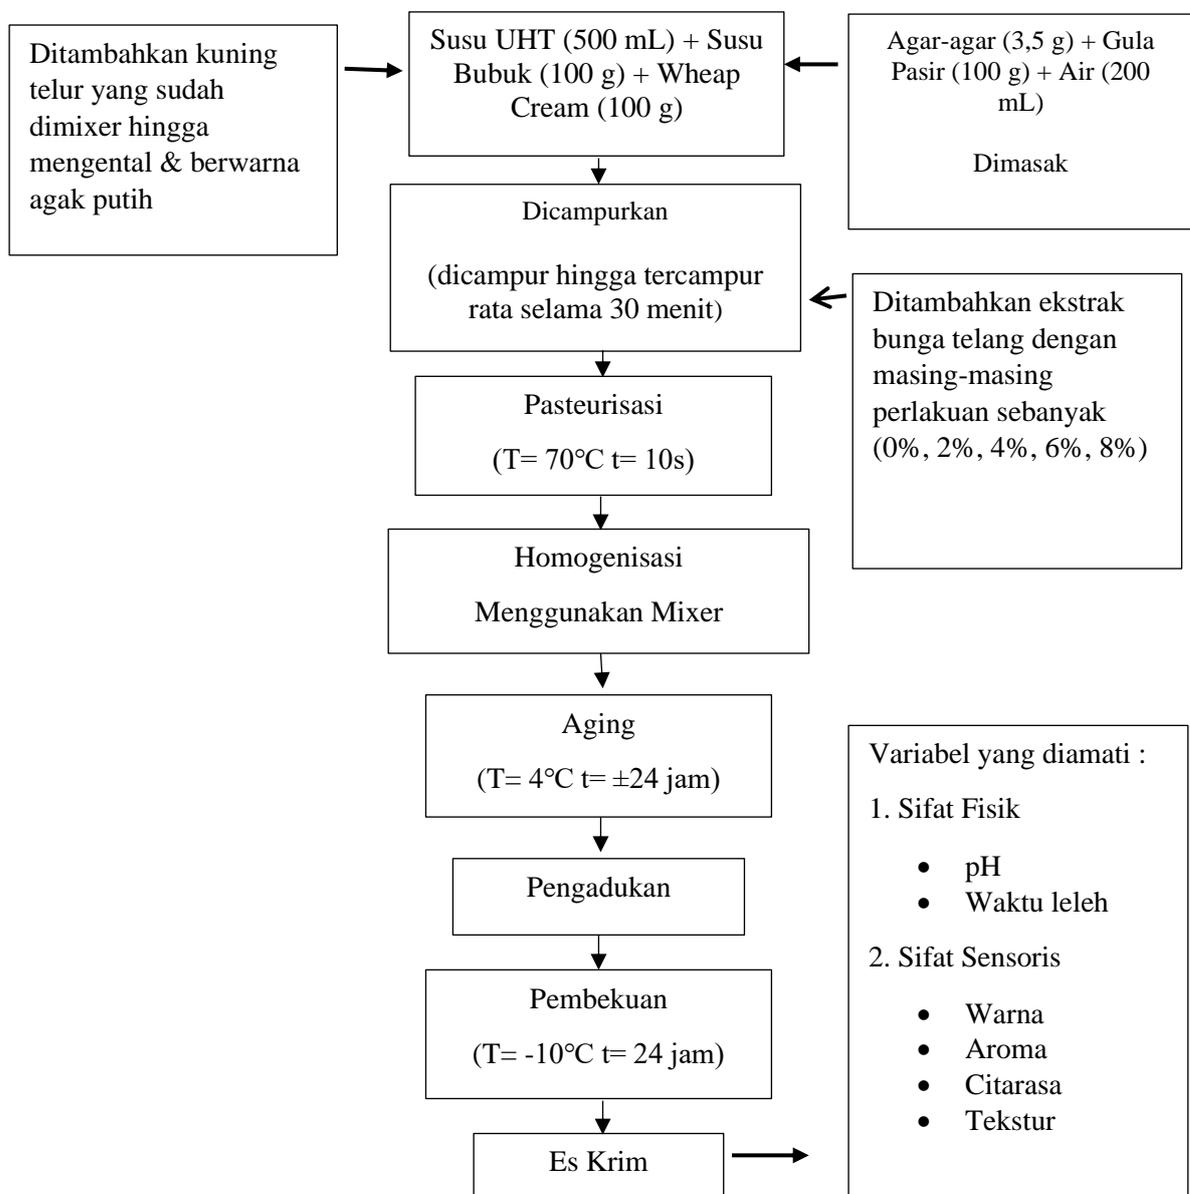 Ditambahkan kuning
telur yang sudah
dimixer hingga
mengental & berwarna
agak putih
Susu UHT (500 mL) + Susu
Bubuk (100 g) + Wheap
Cream (100 g)
Agar-agar (3,5 g) + Gula
Pasir (100 g) + Air (200
mL)
Dimasak
Dicampurkan
(dicampur hingga tercampur
rata selama 30 menit)
Ditambahkan ekstrak
bunga telang dengan
masing-masing
perlakuan sebanyak
(0%, 2%, 4%, 6%, 8%)
Pasteurisasi
(T= 70°C t= 10s)
Homogenisasi
Menggunakan Mixer
Aging
(T= 4°C t= ±24 jam)
Pengadukan
Pembekuan
(T= -10°C t= 24 jam)
Es Krim
Variabel yang diamati :
1. Sifat Fisik
• pH
• Waktu leleh
2. Sifat Sensoris
• Warna
• Aroma
• Citarasa
• Tekstur